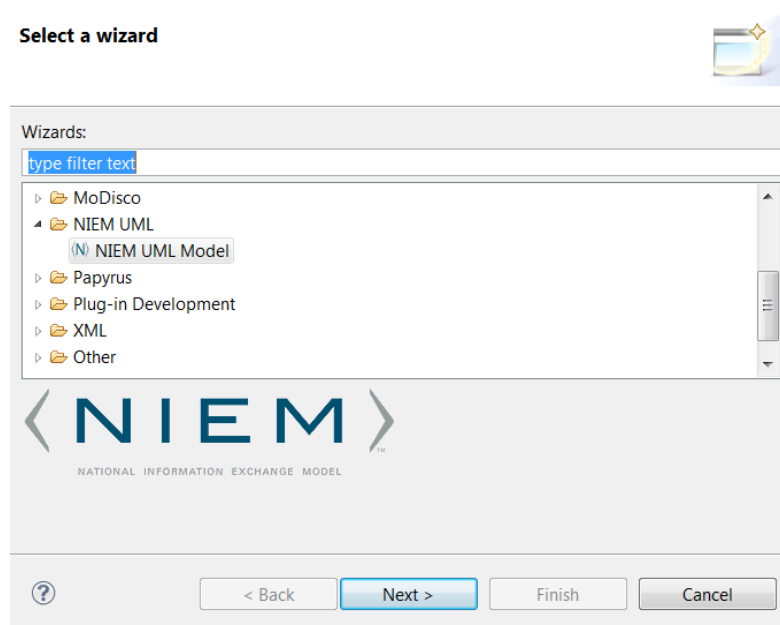 Select a wizard
Wizards:
type filter text
MoDisco
NIEM UML
NIEM UML Model
Papyrus
Plug-in Development
XML
Other
NIEM
NATIONAL INFORMATION EXCHANGE MODEL
< Back Next > Finish Cancel